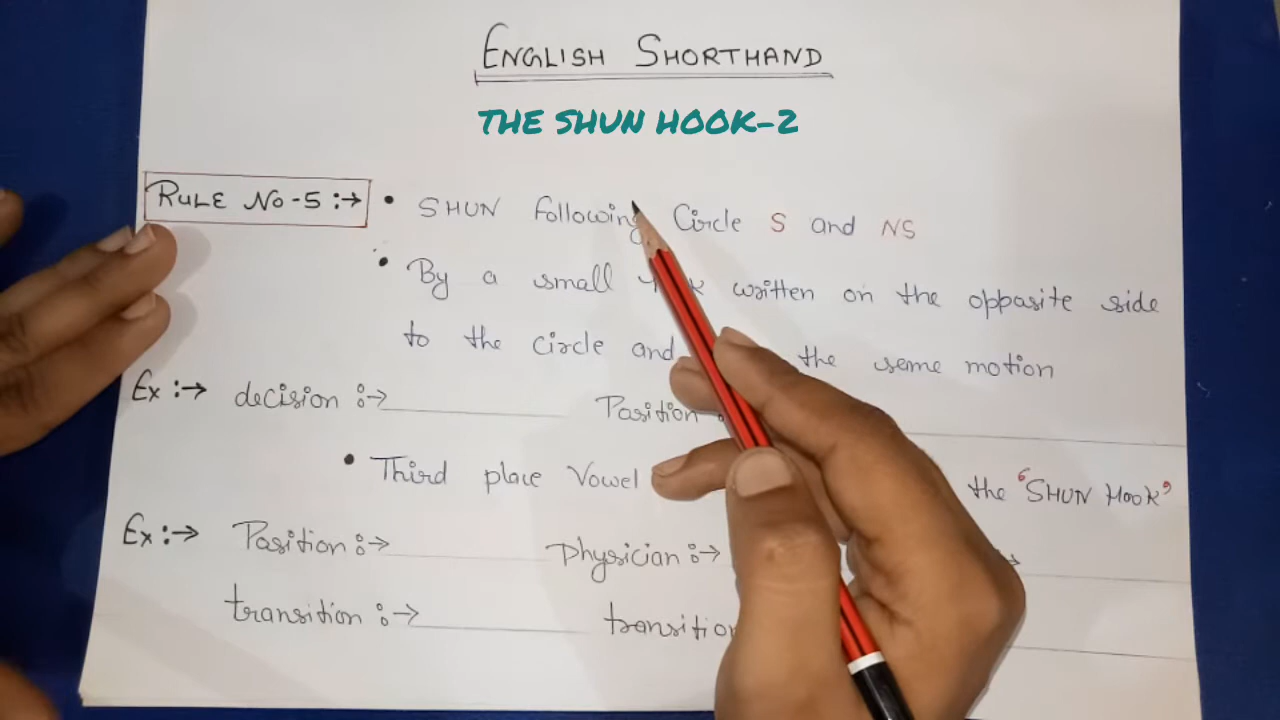 ENGLISH SHORTHAND
THE SHUN HOOK-2
RULE No-5 :→ • SHUN following Circle S and NS
• By a small written on the opposite side
to the circle and the seme motion
Ex :→ decision :→ Position :
• Third place Vowel the 'SHUN HOOK'
Ex :→ Position :→ Physician :→
transition :→